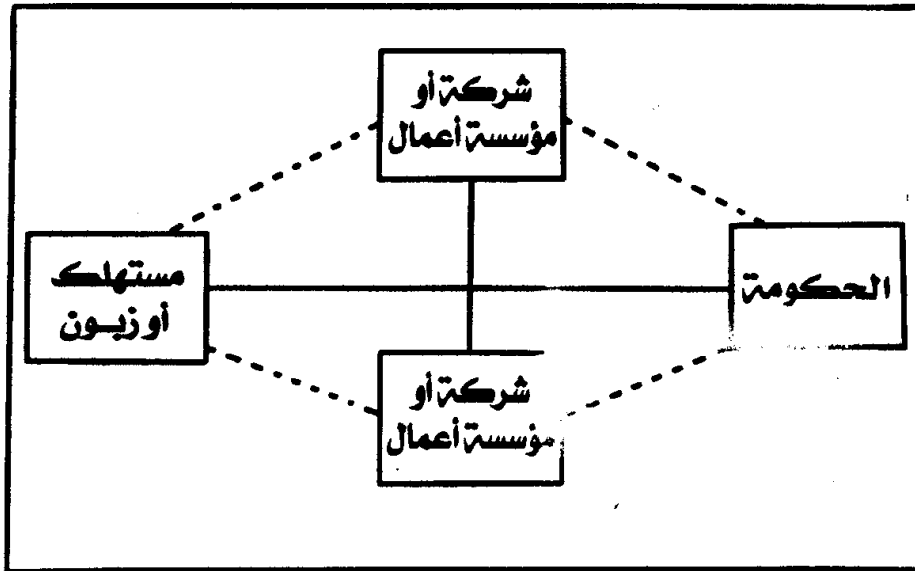 شركة أو
مؤسسة أعمال
مستهلك
أو زبون
الحكومة
شركة أو
مؤسسة أعمال